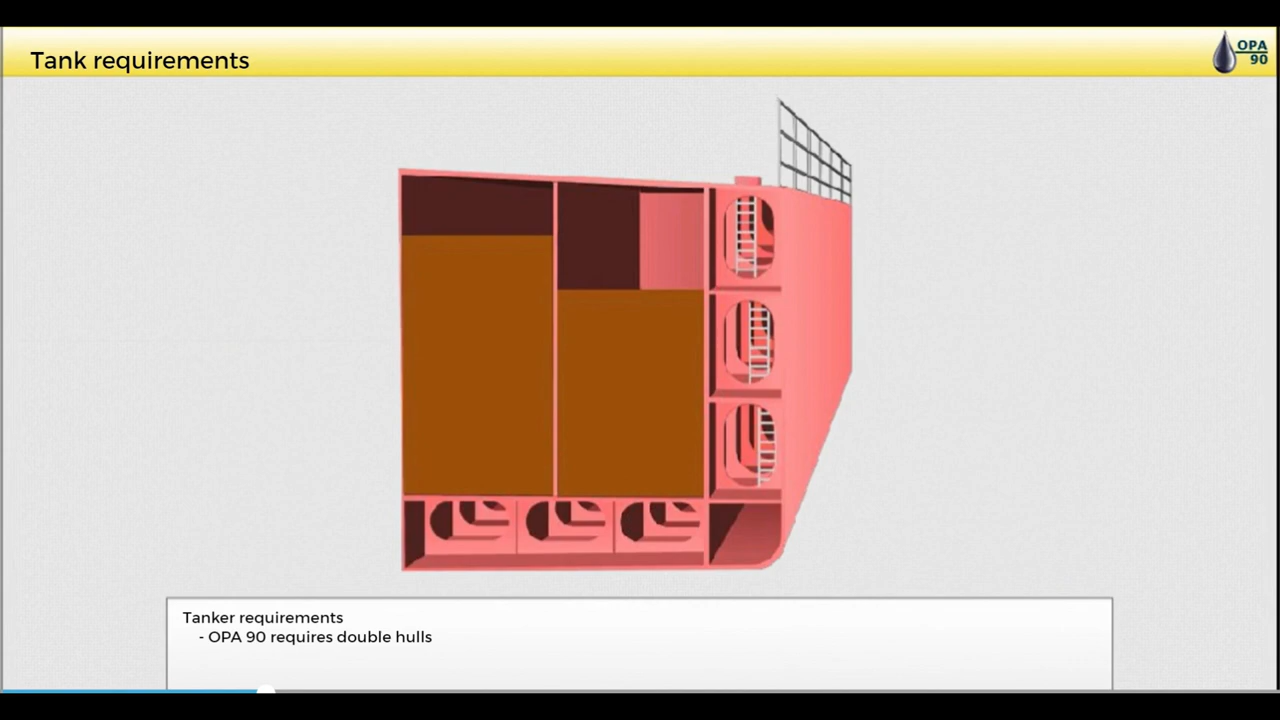 Tank requirements
OPA
90
Tanker requirements
- OPA 90 requires double hulls